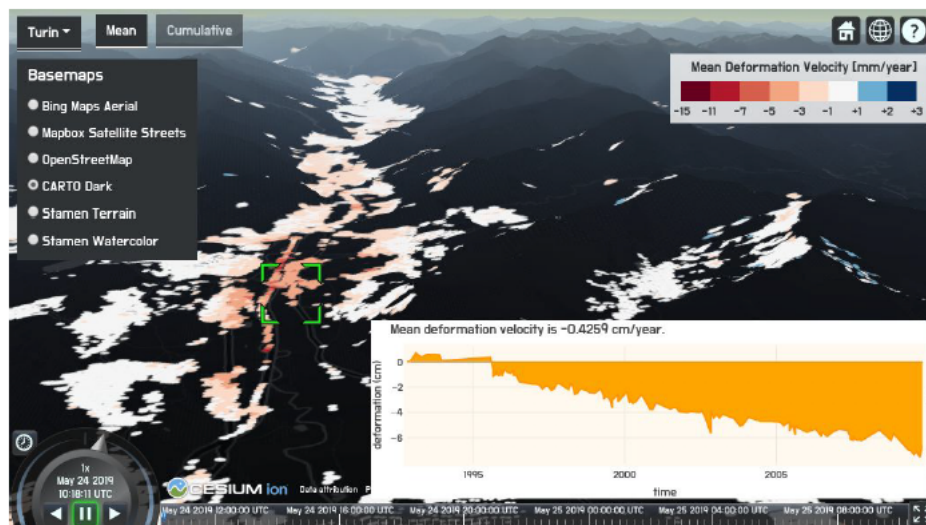 Turin
Mean
Cumulative
Basemaps
Bing Maps Aerial
Mapbox Satellite Streets
OpenStreetMap
CARTO Dark
Stamen Terrain
Stamen Watercolor
Mean Deformation Velocity [mm/year]
-15 -11 -7 -5 -3 -1 +1 +2 +3
Mean deformation velocity is -0.4259 cm/year.
deformation (cm)
0
-2
-4
-6
1995 2000 2005
time
1x
May 24 2019
10:18:11 UTC
CESIUM ion
Data attribution
May 24 2019 12:00:00 UTC May 24 2019 16:00:00 UTC May 24 2019 20:00:00 UTC May 25 2019 00:00:00 UTC May 25 2019 04:00:00 UTC May 25 2019 08:00:00 UTC